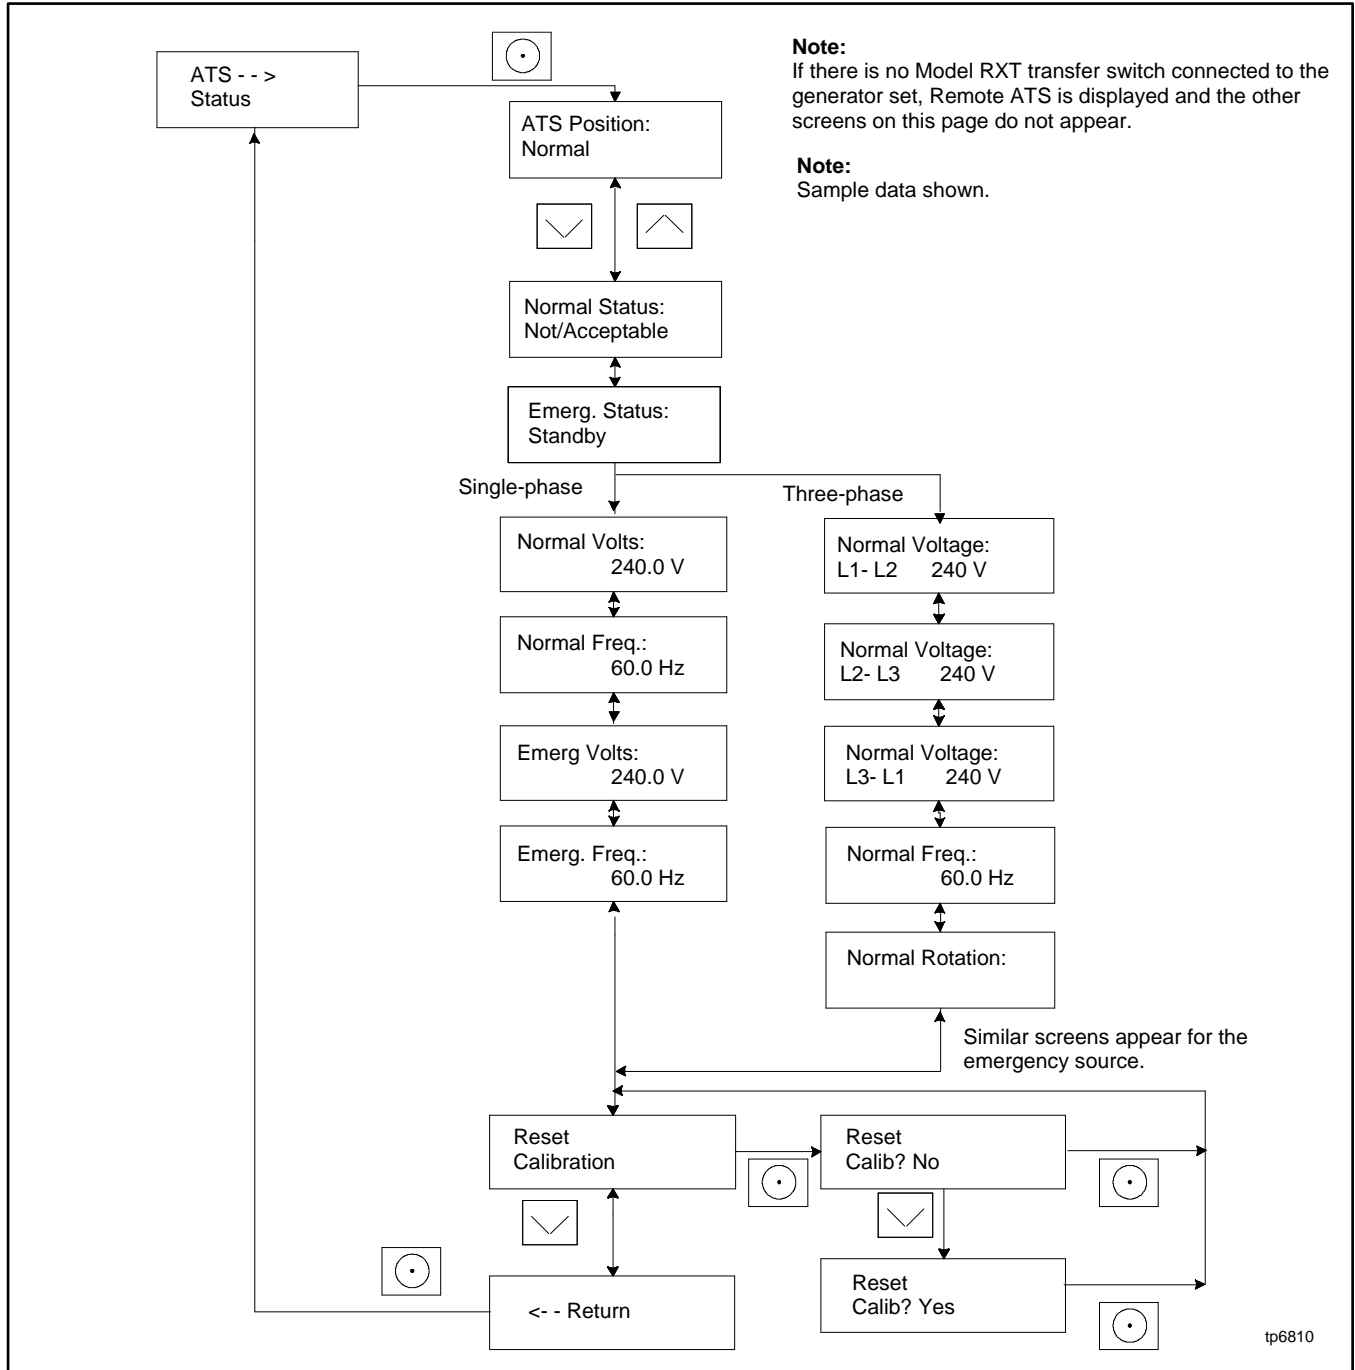 ATS - - >
Status
Note:
If there is no Model RXT transfer switch connected to the
generator set, Remote ATS is displayed and the other
screens on this page do not appear.
Note:
Sample data shown.
ATS Position:
Normal
Normal Status:
Not/Acceptable
Emerg. Status:
Standby
Single-phase
Three-phase
Normal Volts:
240.0 V
Normal Freq.:
60.0 Hz
Emerg Volts:
240.0 V
Emerg. Freq.:
60.0 Hz
Normal Voltage:
L1- L2 240 V
Normal Voltage:
L2- L3 240 V
Normal Voltage:
L3- L1 240 V
Normal Freq.:
60.0 Hz
Normal Rotation:
Similar screens appear for the
emergency source.
Reset
Calibration
Reset
Calib? No
Reset
Calib? Yes
<- - Return
tp6810